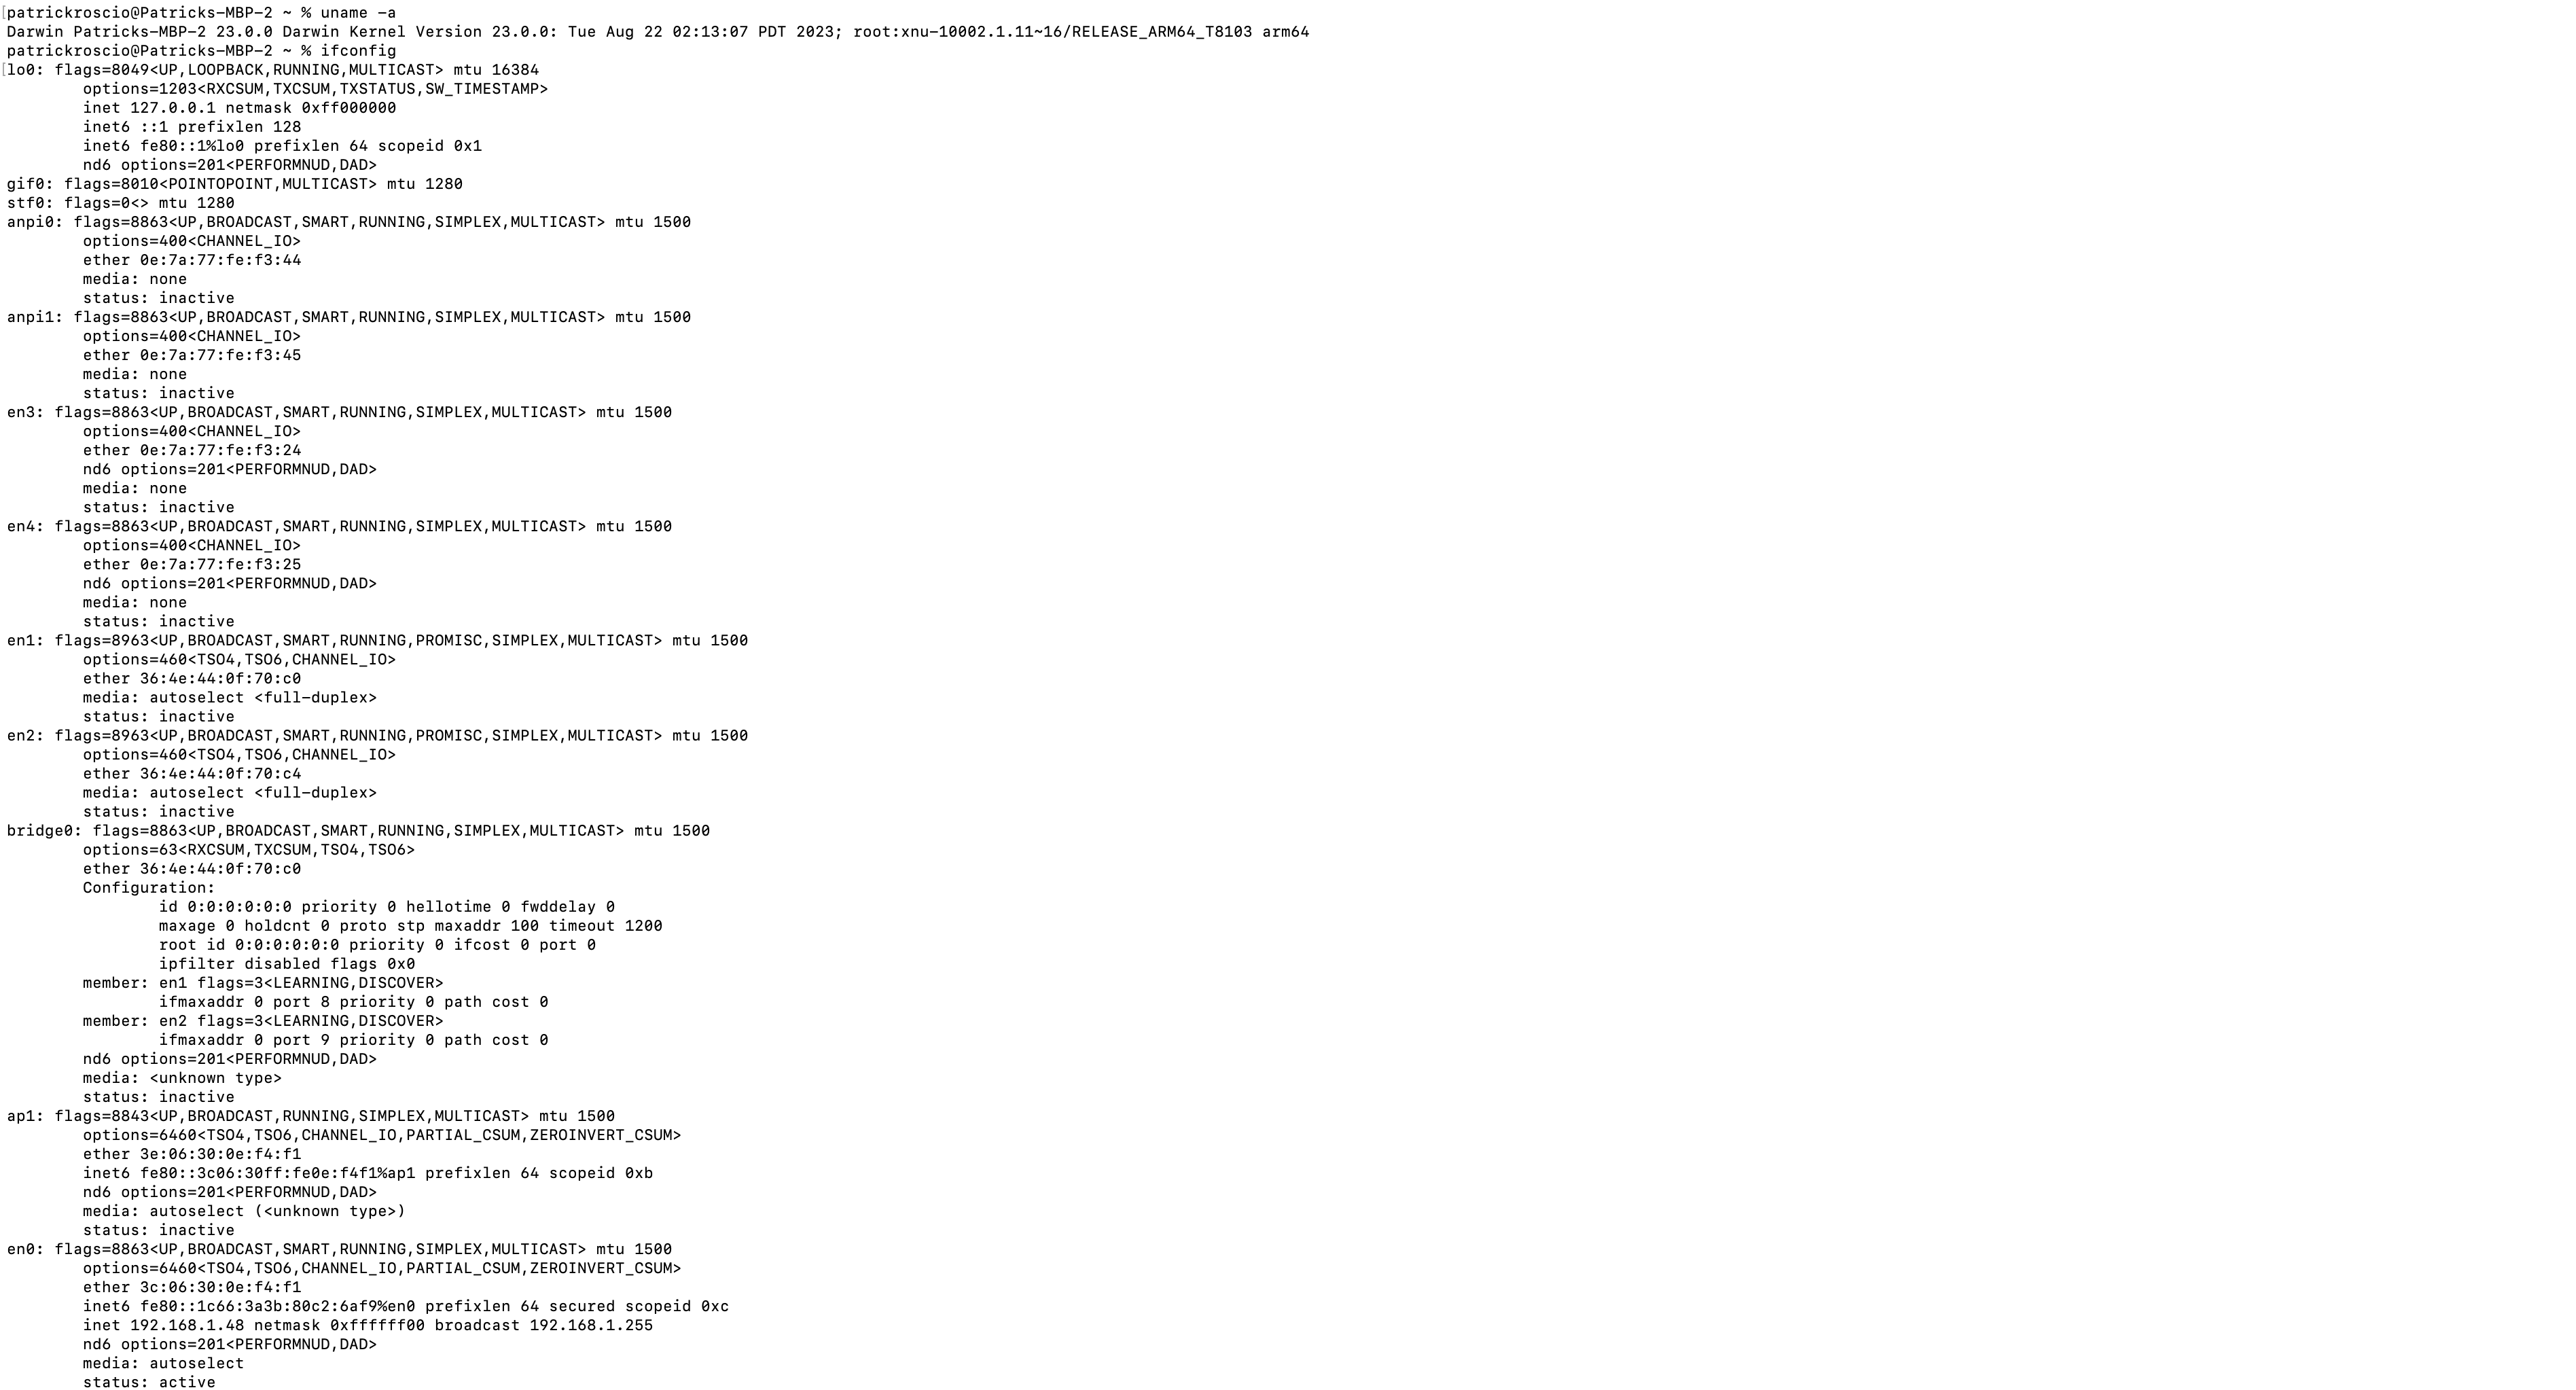 [patrickroscio@Patricks-MBP-2 ~ % uname -a
Darwin Patricks-MBP-2 23.0.0 Darwin Kernel Version 23.0.0: Tue Aug 22 02:13:07 PDT 2023; root:xnu-10002.1.11~16/RELEASE_ARM64_T8103 arm64
patrickroscio@Patricks-MBP-2 ~ % ifconfig
[lo0: flags=8049<UP,LOOPBACK,RUNNING,MULTICAST> mtu 16384
options=1203<RXCSUM,TXCSUM,TXSTATUS,SW_TIMESTAMP>
inet 127.0.0.1 netmask 0xff000000
inet6 ::1 prefixlen 128
inet6 fe80::1%lo0 prefixlen 64 scopeid 0x1
nd6 options=201<PERFORMNUD,DAD>
gif0: flags=8010<POINTOPOINT,MULTICAST> mtu 1280
stf0: flags=0<> mtu 1280
anpi0: flags=8863<UP,BROADCAST,SMART,RUNNING,SIMPLEX,MULTICAST> mtu 1500
options=400<CHANNEL_IO>
ether 0e:7a:77:fe:f3:44
media: none
status: inactive
anpi1: flags=8863<UP,BROADCAST,SMART,RUNNING,SIMPLEX,MULTICAST> mtu 1500
options=400<CHANNEL_IO>
ether 0e:7a:77:fe:f3:45
media: none
status: inactive
en3: flags=8863<UP,BROADCAST,SMART,RUNNING,SIMPLEX,MULTICAST> mtu 1500
options=400<CHANNEL_IO>
ether 0e:7a:77:fe:f3:24
nd6 options=201<PERFORMNUD,DAD>
media: none
status: inactive
en4: flags=8863<UP,BROADCAST,SMART,RUNNING,SIMPLEX,MULTICAST> mtu 1500
options=400<CHANNEL_IO>
ether 0e:7a:77:fe:f3:25
nd6 options=201<PERFORMNUD,DAD>
media: none
status: inactive
en1: flags=8963<UP,BROADCAST,SMART,RUNNING,PROMISC,SIMPLEX,MULTICAST> mtu 1500
options=460<TSO4,TSO6,CHANNEL_IO>
ether 36:4e:44:0f:70:c0
media: autoselect <full-duplex>
status: inactive
en2: flags=8963<UP,BROADCAST,SMART,RUNNING,PROMISC,SIMPLEX,MULTICAST> mtu 1500
options=460<TSO4,TSO6,CHANNEL_IO>
ether 36:4e:44:0f:70:c4
media: autoselect <full-duplex>
status: inactive
bridge0: flags=8863<UP,BROADCAST,SMART,RUNNING,SIMPLEX,MULTICAST> mtu 1500
options=63<RXCSUM,TXCSUM,TSO4,TSO6>
ether 36:4e:44:0f:70:c0
Configuration:
id 0:0:0:0:0:0 priority 0 hellotime 0 fwddelay 0
maxage 0 holdcnt 0 proto stp maxaddr 100 timeout 1200
root id 0:0:0:0:0:0 priority 0 ifcost 0 port 0
ipfilter disabled flags 0x0
member: en1 flags=3<LEARNING,DISCOVER>
ifmaxaddr 0 port 8 priority 0 path cost 0
member: en2 flags=3<LEARNING,DISCOVER>
ifmaxaddr 0 port 9 priority 0 path cost 0
nd6 options=201<PERFORMNUD,DAD>
media: <unknown type>
status: inactive
ap1: flags=8843<UP,BROADCAST,RUNNING,SIMPLEX,MULTICAST> mtu 1500
options=6460<TSO4,TSO6,CHANNEL_IO,PARTIAL_CSUM,ZEROINVERT_CSUM>
ether 3e:06:30:0e:f4:f1
inet6 fe80::3c06:30ff:fe0e:f4f1%ap1 prefixlen 64 scopeid 0xb
nd6 options=201<PERFORMNUD,DAD>
media: autoselect (<unknown type>)
status: inactive
en0: flags=8863<UP,BROADCAST,SMART,RUNNING,SIMPLEX,MULTICAST> mtu 1500
options=6460<TSO4,TSO6,CHANNEL_IO,PARTIAL_CSUM,ZEROINVERT_CSUM>
ether 3c:06:30:0e:f4:f1
inet6 fe80::1c66:3a3b:80c2:6af9%en0 prefixlen 64 secured scopeid 0xc
inet 192.168.1.48 netmask 0xffffff00 broadcast 192.168.1.255
nd6 options=201<PERFORMNUD,DAD>
media: autoselect
status: active